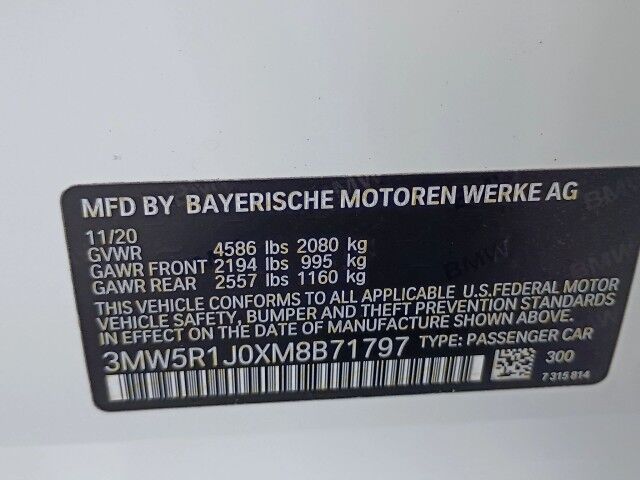 MFD BY BAYERISCHE MOTOREN WERKE AG
11/20
GVWR 4586 lbs 2080 kg
GAWR FRONT 2194 lbs 995 kg
GAWR REAR 2557 lbs 1160 kg
THIS VEHICLE CONFORMS TO ALL APPLICABLE U.S.FEDERAL MOTOR
VEHICLE SAFETY, BUMPER AND THEFT PREVENTION STANDARDS
IN EFFECT ON THE DATE OF MANUFACTURE SHOWN ABOVE.
3MW5R1J0XM8B71797 TYPE: PASSENGER CAR
300
7 315 814